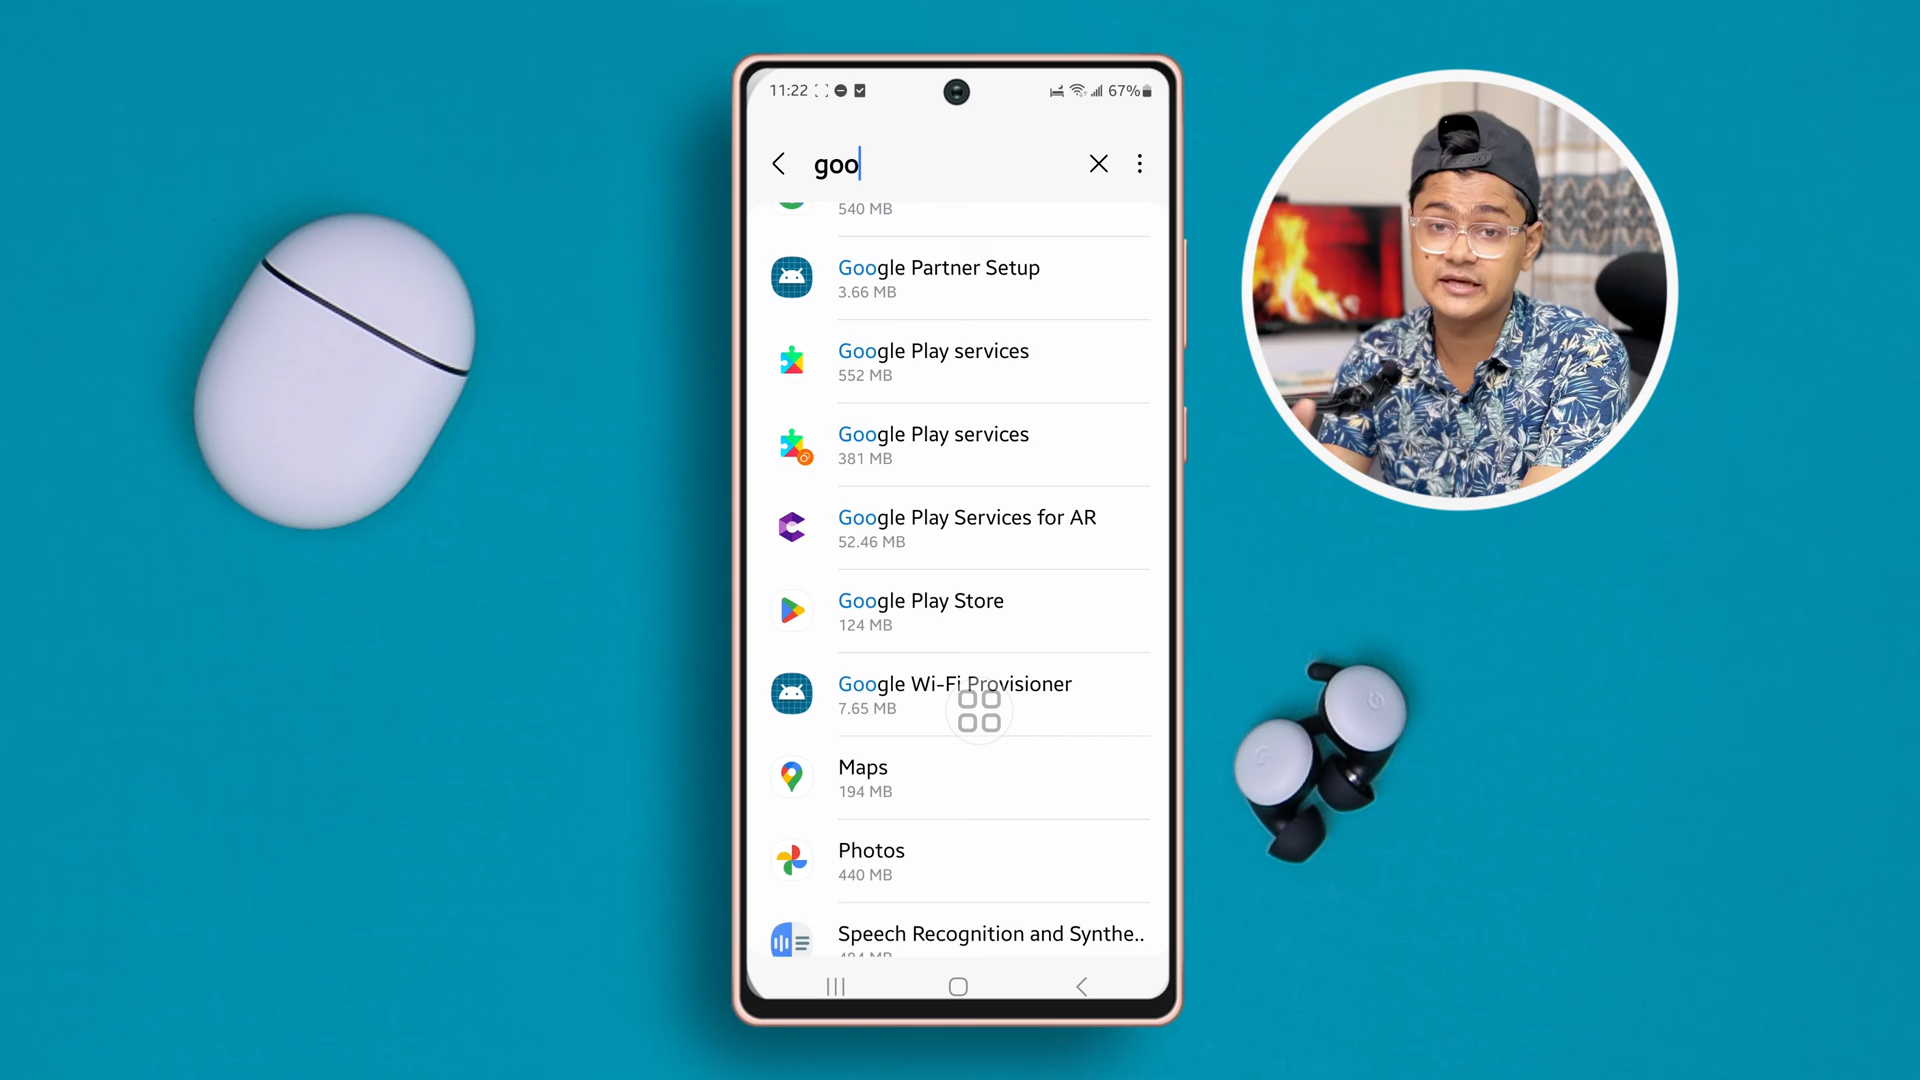 11:22
67%
goo
540 MB
Google Partner Setup
3.66 MB
Google Play services
552 MB
Google Play services
381 MB
Google Play Services for AR
52.46 MB
Google Play Store
124 MB
Google Wi-Fi Provisioner
7.65 MB
Maps
194 MB
Photos
440 MB
Speech Recognition and Synthe..